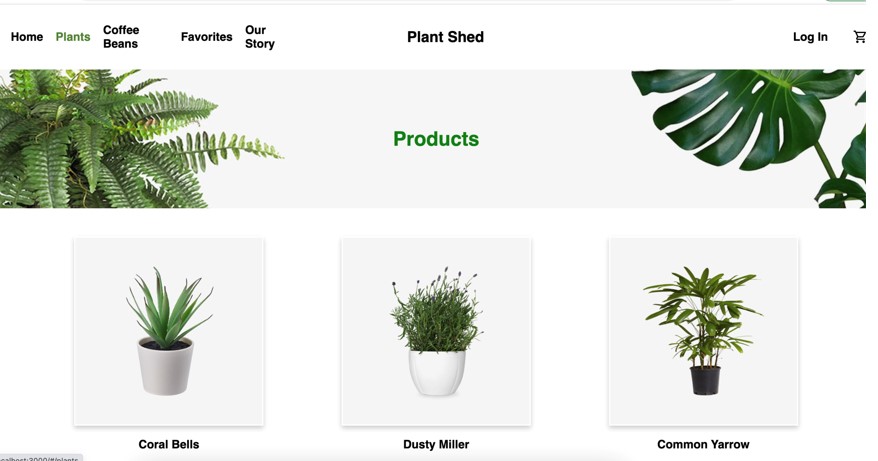 Home Plants Coffee Beans Favorites Our Story Plant Shed Log In
Products
Coral Bells Dusty Miller Common Yarrow
calhost:3000/#/plants